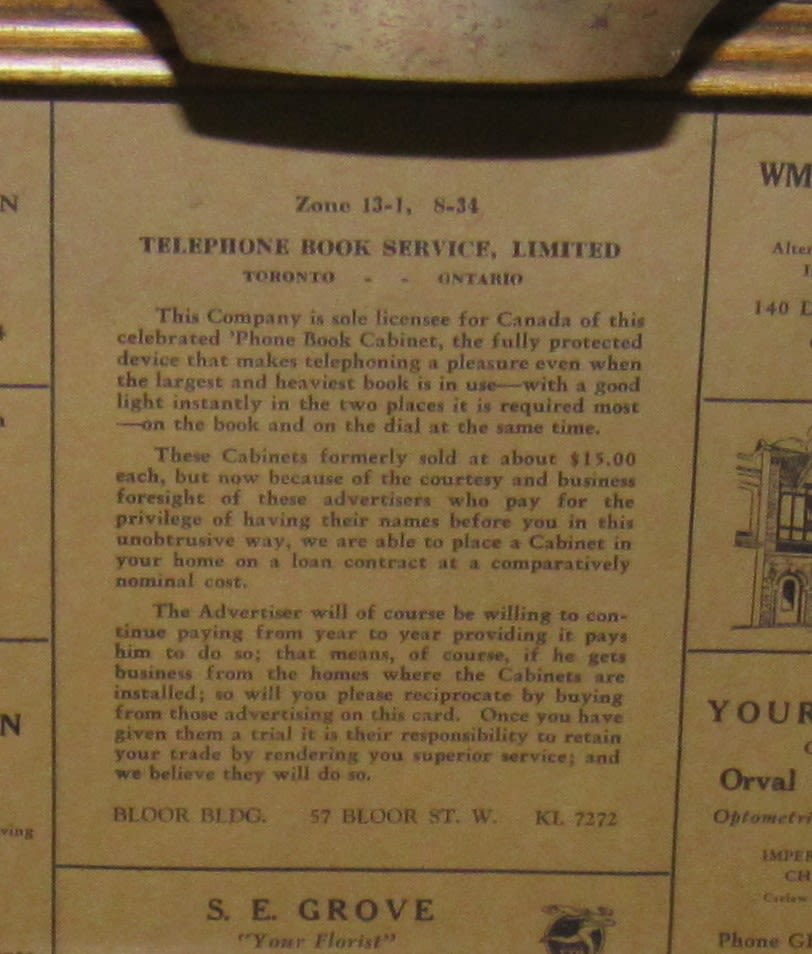 Zone 13-1, 8-34
TELEPHONE BOOK SERVICE, LIMITED
TORONTO - - ONTARIO
This Company is sole licensee for Canada of this
celebrated 'Phone Book Cabinet, the fully protected
device that makes telephoning a pleasure even when
the largest and heaviest book is in use—with a good
light instantly in the two places it is required most
—on the book and on the dial at the same time.
These Cabinets formerly sold at about $15.00
each, but now because of the courtesy and business
foresight of these advertisers who pay for the
privilege of having their names before you in this
unobtrusive way, we are able to place a Cabinet in
your home on a loan contract at a comparatively
nominal cost.
The Advertiser will of course be willing to con-
tinue paying from year to year providing it pays
him to do so; that means, of course, if he gets
business from the homes where the Cabinets are
installed; so will you please reciprocate by buying
from those advertising on this card. Once you have
given them a trial it is their responsibility to retain
your trade by rendering you superior service; and
we believe they will do so.
BLOOR BLDG. 57 BLOOR ST. W. KI. 7272
S. E. GROVE
"Your Florist"
WM
140
YOUR
Orval
Optometri
IMPER
CH
Phone